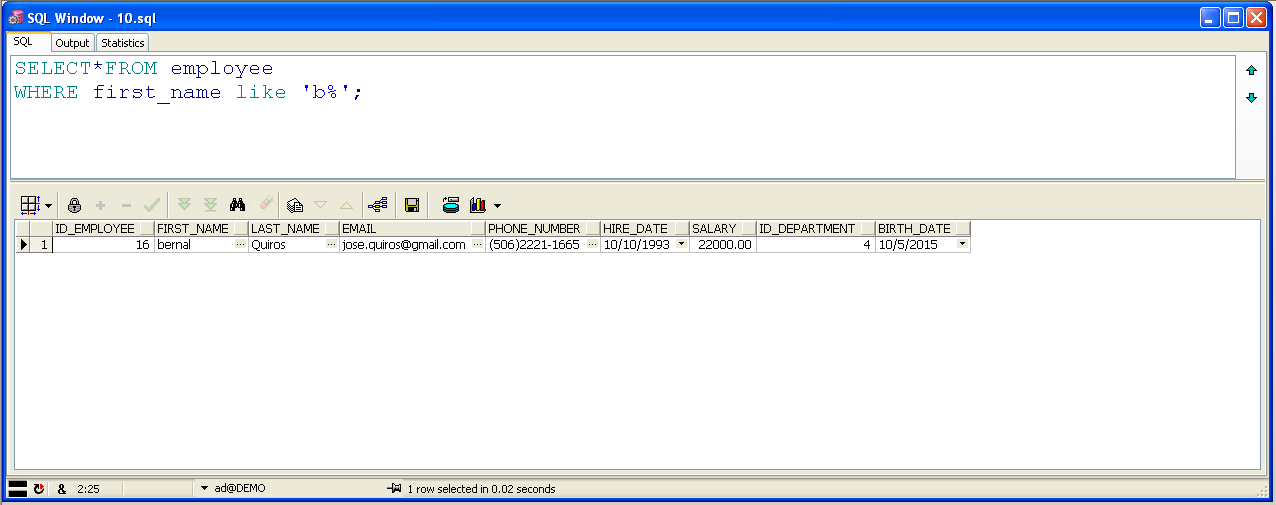 SQL Window - 10.sql
SQL Output Statistics
SELECT*FROM employee
WHERE first_name like 'b%';
ID_EMPLOYEE FIRST_NAME LAST_NAME EMAIL PHONE_NUMBER HIRE_DATE SALARY ID_DEPARTMENT BIRTH_DATE
1 16 bernal ... Quiros ... jose.quiros@gmail.com ... (506)2221-1665 ... 10/10/1993 22000.00 4 10/5/2015
& 2:25 ad@DEMO 1 row selected in 0.02 seconds